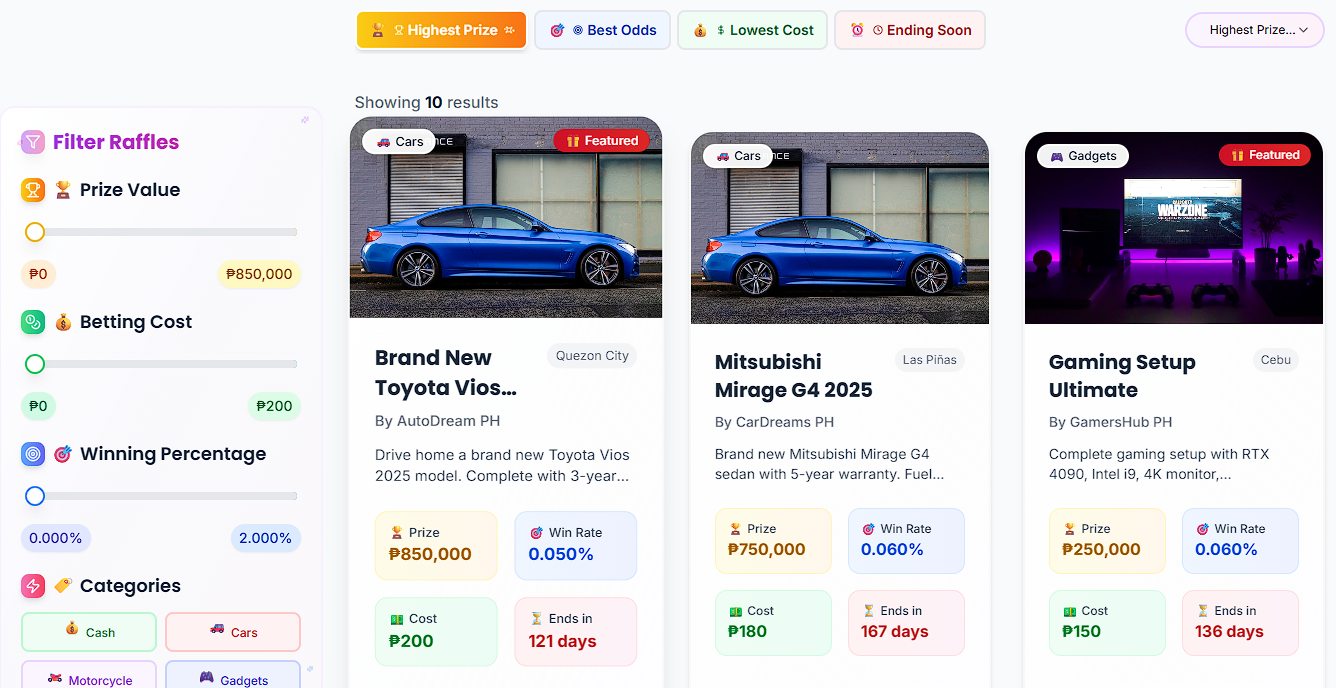 Highest Prize
Best Odds
$ Lowest Cost
Ending Soon
Highest Prize...
Showing 10 results
Filter Raffles
Prize Value
₱0
₱850,000
Betting Cost
₱0
₱200
Winning Percentage
0.000%
2.000%
Categories
Cash
Cars
Motorcycle
Gadgets
Cars
Featured
Brand New
Toyota Vios...
Quezon City
By AutoDream PH
Drive home a brand new Toyota Vios
2025 model. Complete with 3-year...
Prize
₱850,000
Win Rate
0.050%
Cost
₱200
Ends in
121 days
Cars
Mitsubishi
Mirage G4 2025
Las Piñas
By CarDreams PH
Brand new Mitsubishi Mirage G4
sedan with 5-year warranty. Fuel...
Prize
₱750,000
Win Rate
0.060%
Cost
₱180
Ends in
167 days
Gadgets
Featured
WARZONE
Gaming Setup
Ultimate
Cebu
By GamersHub PH
Complete gaming setup with RTX
4090, Intel i9, 4K monitor,...
Prize
₱250,000
Win Rate
0.060%
Cost
₱150
Ends in
136 days